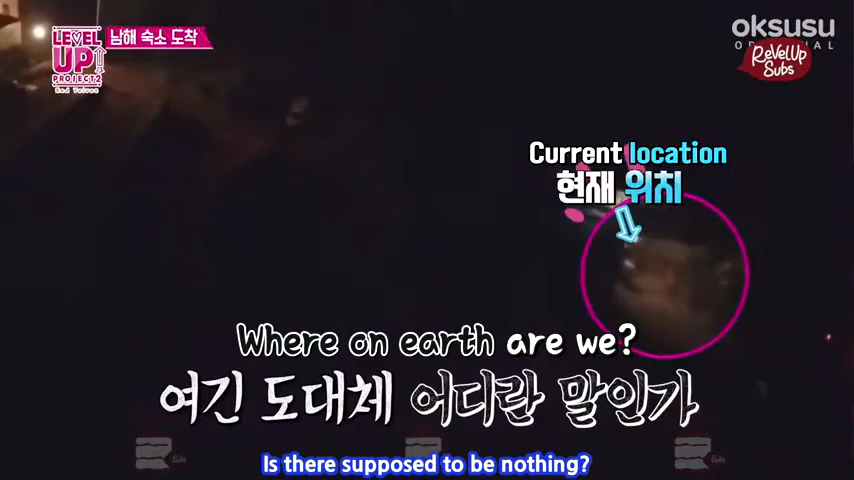 LEVEL
UP
PROJECT2
Red Velvet
남해 숙소 도착
oksusu
ReVeLUp
Subs
Current location
현재 위치
Where on earth are we?
여긴 도대체 어디란 말인가
Is there supposed to be nothing?